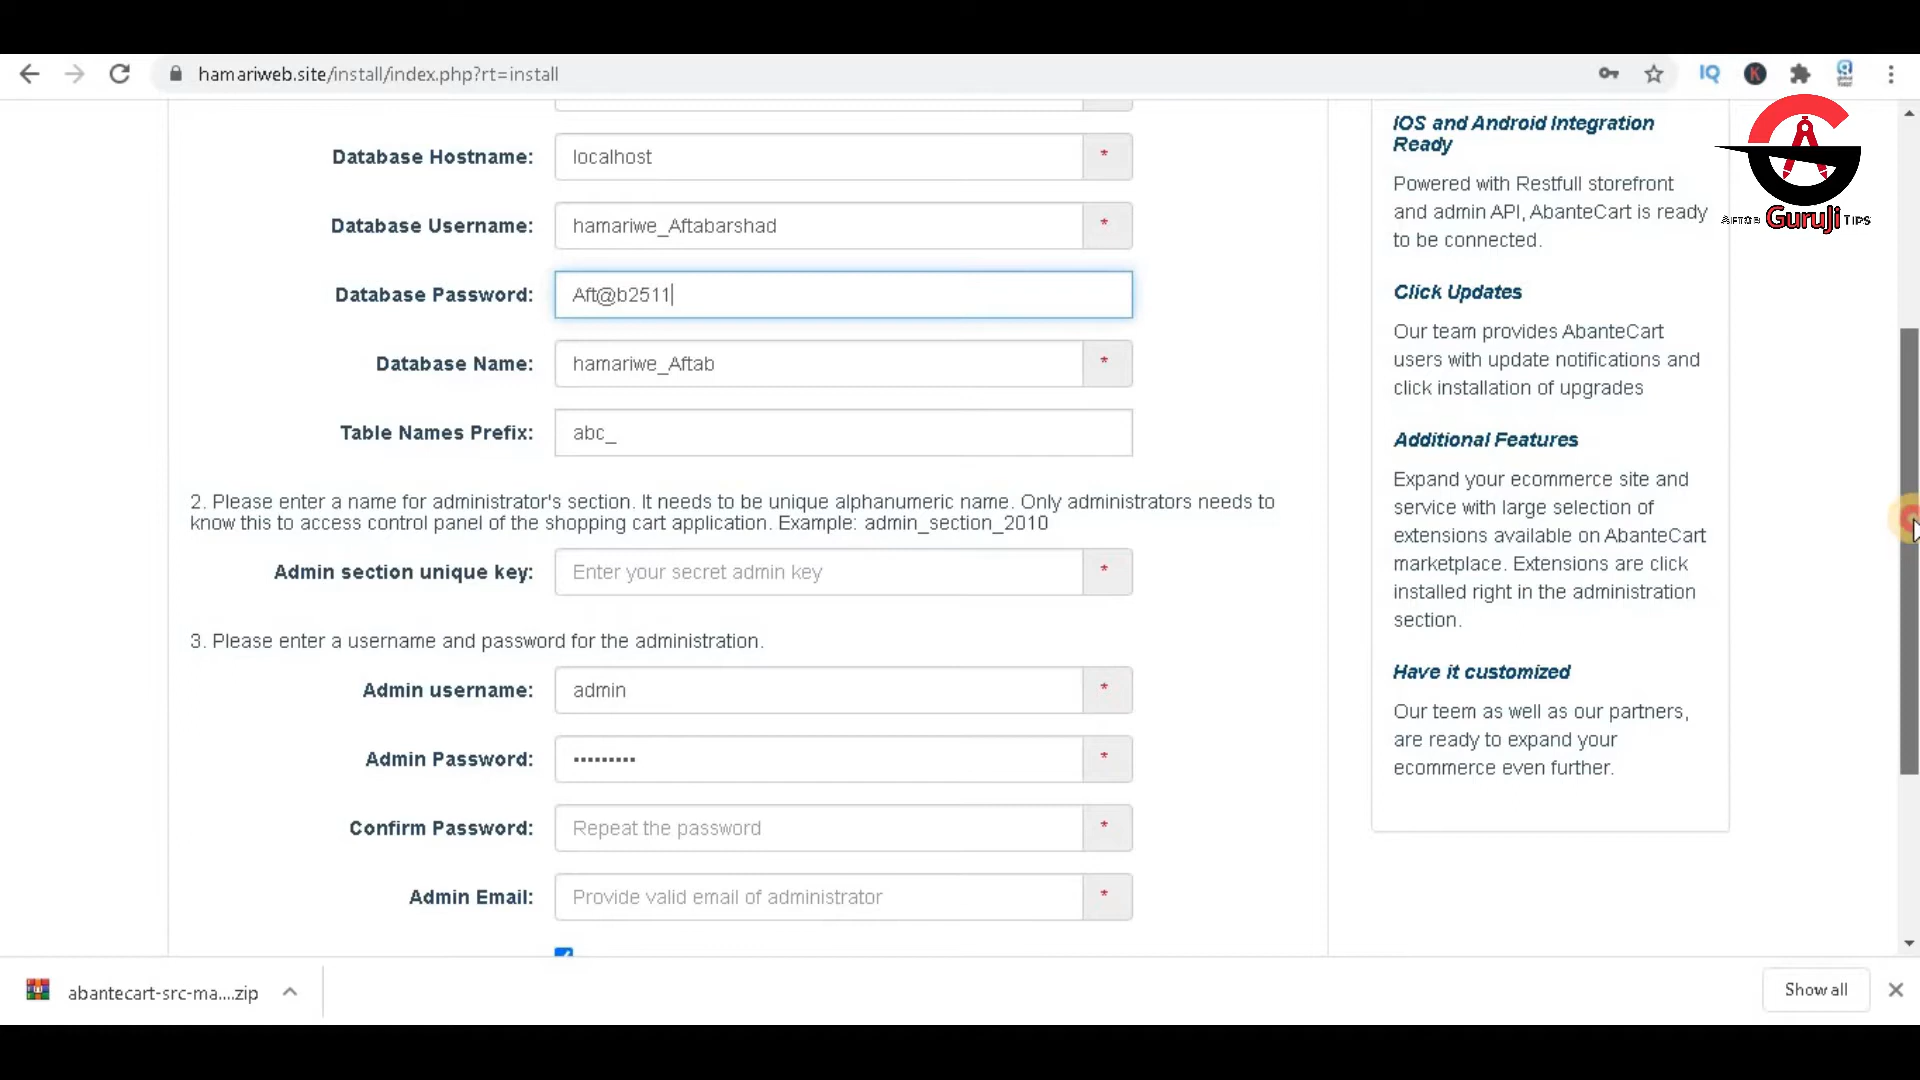 hamariweb.site/install/index.php?rt=install
IQ
K
Database Hostname: localhost *
Database Username: hamariwe_Aftabarshad *
Database Password: Aft@b2511
Database Name: hamariwe_Aftab *
Table Names Prefix: abc_
2. Please enter a name for administrator's section. It needs to be unique alphanumeric name. Only administrators needs to
know this to access control panel of the shopping cart application. Example: admin_section_2010
Admin section unique key: Enter your secret admin key *
3. Please enter a username and password for the administration.
Admin username: admin *
Admin Password: ••••••••• *
Confirm Password: Repeat the password *
Admin Email: Provide valid email of administrator *
IOS and Android Integration
Ready
Powered with Restfull storefront
and admin API, AbanteCart is ready
to be connected.
Click Updates
Our team provides AbanteCart
users with update notifications and
click installation of upgrades
Additional Features
Expand your ecommerce site and
service with large selection of
extensions available on AbanteCart
marketplace. Extensions are click
installed right in the administration
section.
Have it customized
Our teem as well as our partners,
are ready to expand your
ecommerce even further.
GuruJi TIPS
abantecart-src-ma....zip
Show all